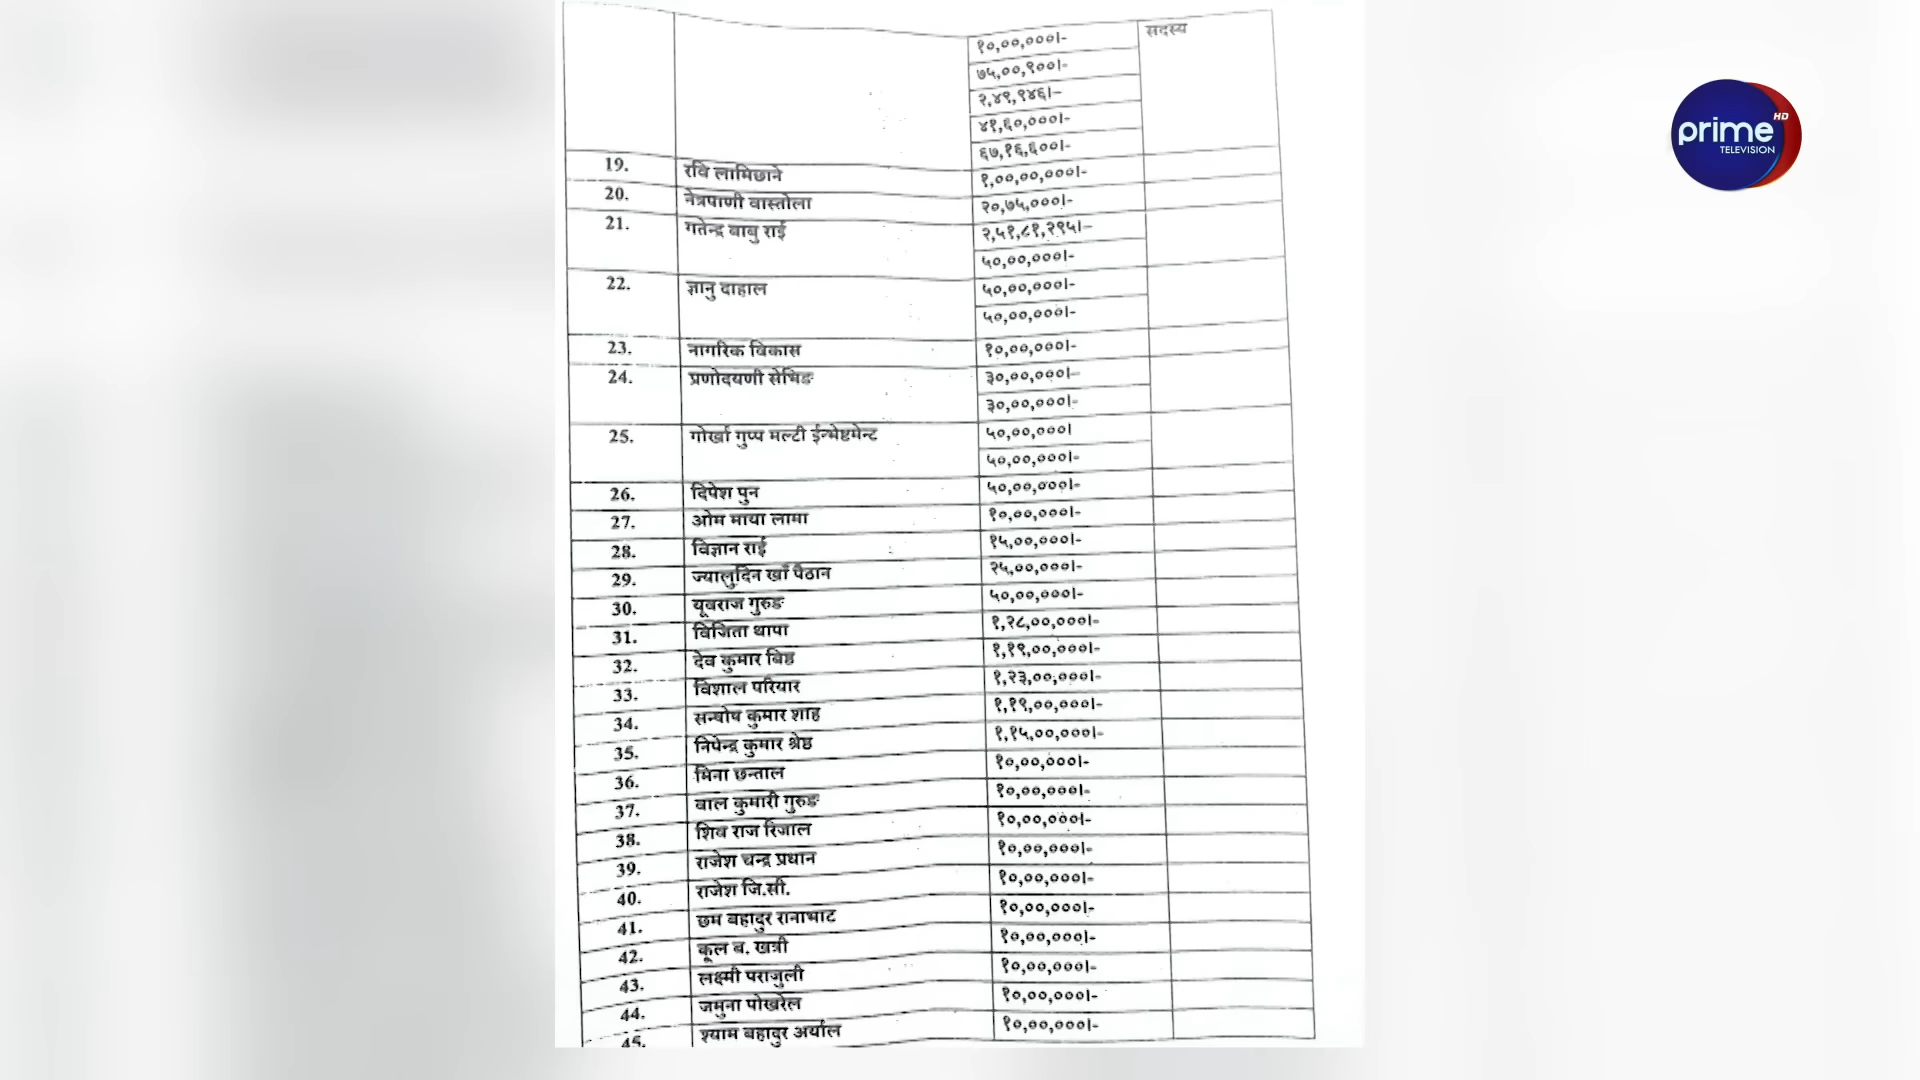 १०,००,०००।- सदस्य
७५,००,९००।-
२,४९,९४६।-
४१,६०,०००।-
६७,१६,६००।-
19. रवि लामिछाने १,००,००,०००।-
20. नेत्रपाणी वास्तोला २०,७५,०००।-
21. गतेन्द्र बाबु राई २,५१,८१,२९५।-
५०,००,०००।-
22. ज्ञानु दाहाल ५०,००,०००।-
५०,००,०००।-
23. नागरिक विकास १०,००,०००।-
24. प्रणोदयणी सेभिङ ३०,००,०००।-
३०,००,०००।-
25. गोर्खा गुप्प मल्टी ईन्भेष्टमेन्ट ५०,००,०००।
५०,००,०००।-
26. दिपेश पुन ५०,००,०००।-
27. ओम माया लामा १०,००,०००।-
28. विज्ञान राई १५,००,०००।-
29. ज्यालुदिन खाँ पैठान २५,००,०००।-
30. यूवराज गुरुङ ५०,००,०००।-
31. विजिता थापा १,२८,००,०००।-
32. देव कुमार बिष्ठ १,१९,००,०००।-
33. विशाल परियार १,२३,००,०००।-
34. सन्घोष कुमार शाह १,१९,००,०००।-
35. निपेन्द्र कुमार श्रेष्ठ १,१५,००,०००।-
36. मिना छन्ताल १०,००,०००।-
37. बाल कुमारी गुरुङ १०,००,०००।-
38. शिव राज रिजाल १०,००,०००।-
39. राजेश चन्द्र प्रधान १०,००,०००।-
40. राजेश जि.सी. १०,००,०००।-
41. छम बहादुर रानाभाट १०,००,०००।-
42. कूल ब. खत्री १०,००,०००।-
43. लक्ष्मी पराजुली १०,००,०००।-
44. जमुना पोखरेल १०,००,०००।-
45. श्याम बहादुर अर्याल १०,००,०००।-
prime HD
TELEVISION